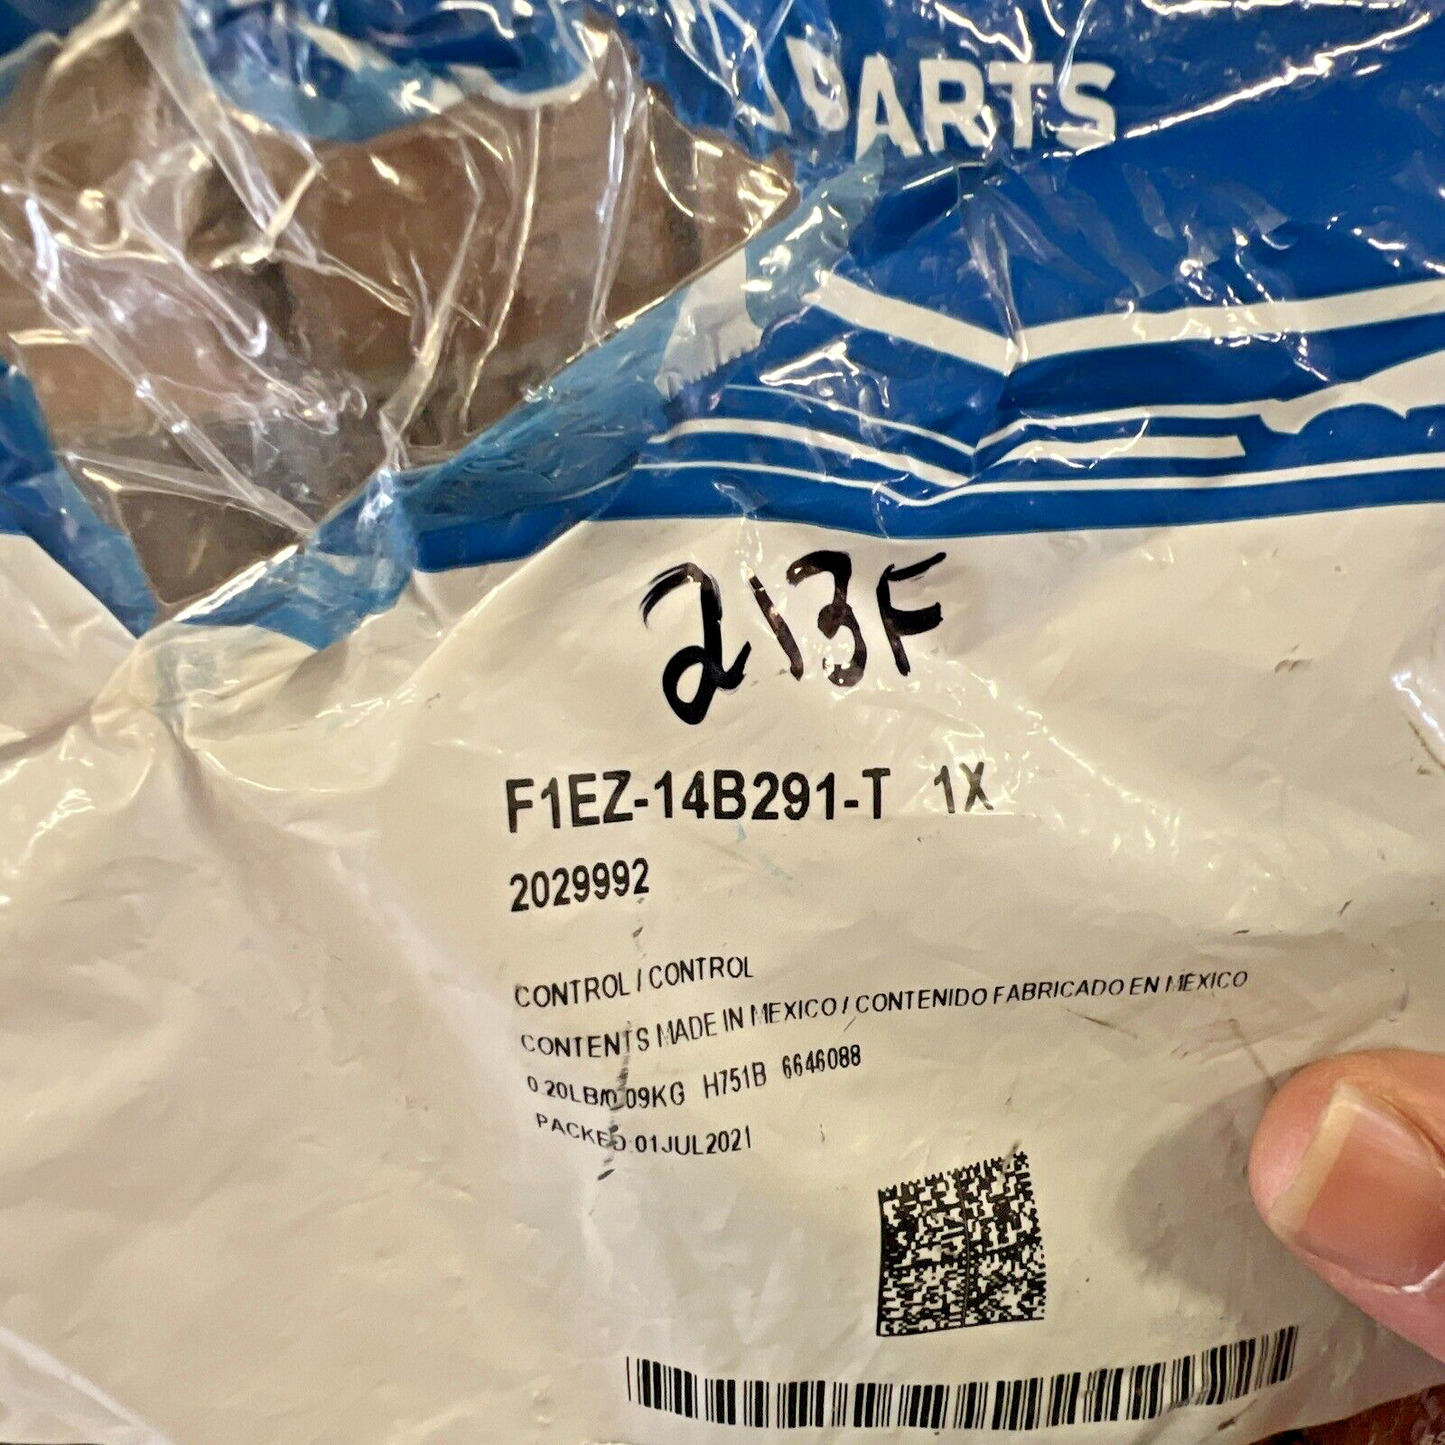 PARTS
213F
F1EZ-14B291-T 1X
2029992
CONTROL / CONTROL
CONTENTS MADE IN MEXICO / CONTENIDO FABRICADO EN MÉXICO
0.20LB/0.09KG H751B 6646088
PACKED:01JUL2021